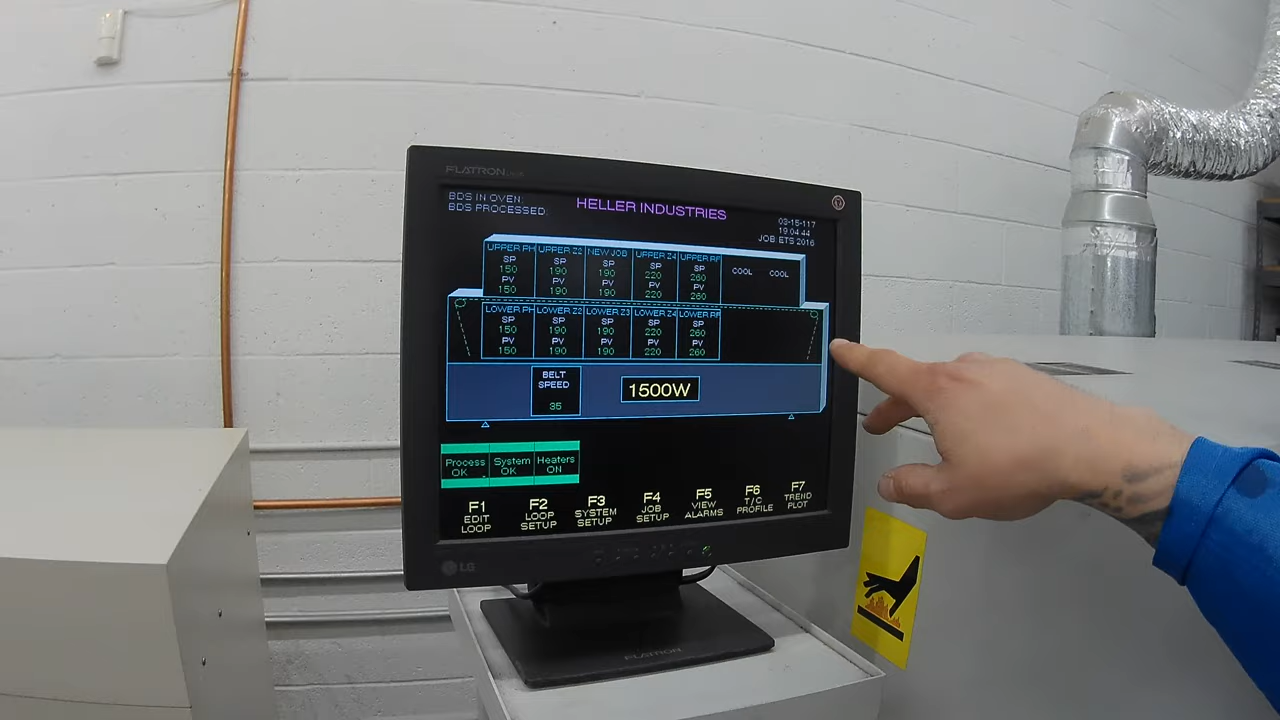 FLATRON
BDS IN OVEN:
BDS PROCESSED:
HELLER INDUSTRIES
03-15-117
19:04:44
JOB: ETS 2016
UPPER PH UPPER Z2 NEW JOB UPPER Z4 UPPER RF
SP SP SP SP SP
150 190 190 220 260
COOL COOL
PV PV PV PV PV
150 190 190 220 260
LOWER PH LOWER Z2 LOWER Z3 LOWER Z4 LOWER RF
SP SP SP SP SP
150 190 190 220 260
PV PV PV PV PV
150 190 190 220 260
BELT
SPEED
35
1500W
Process System Heaters
OK OK ON
F1 F2 F3 F4 F5 F6 F7
EDIT LOOP SYSTEM JOB VIEW T/C TREND
LOOP SETUP SETUP SETUP ALARMS PROFILE PLOT
LG
FLATRON